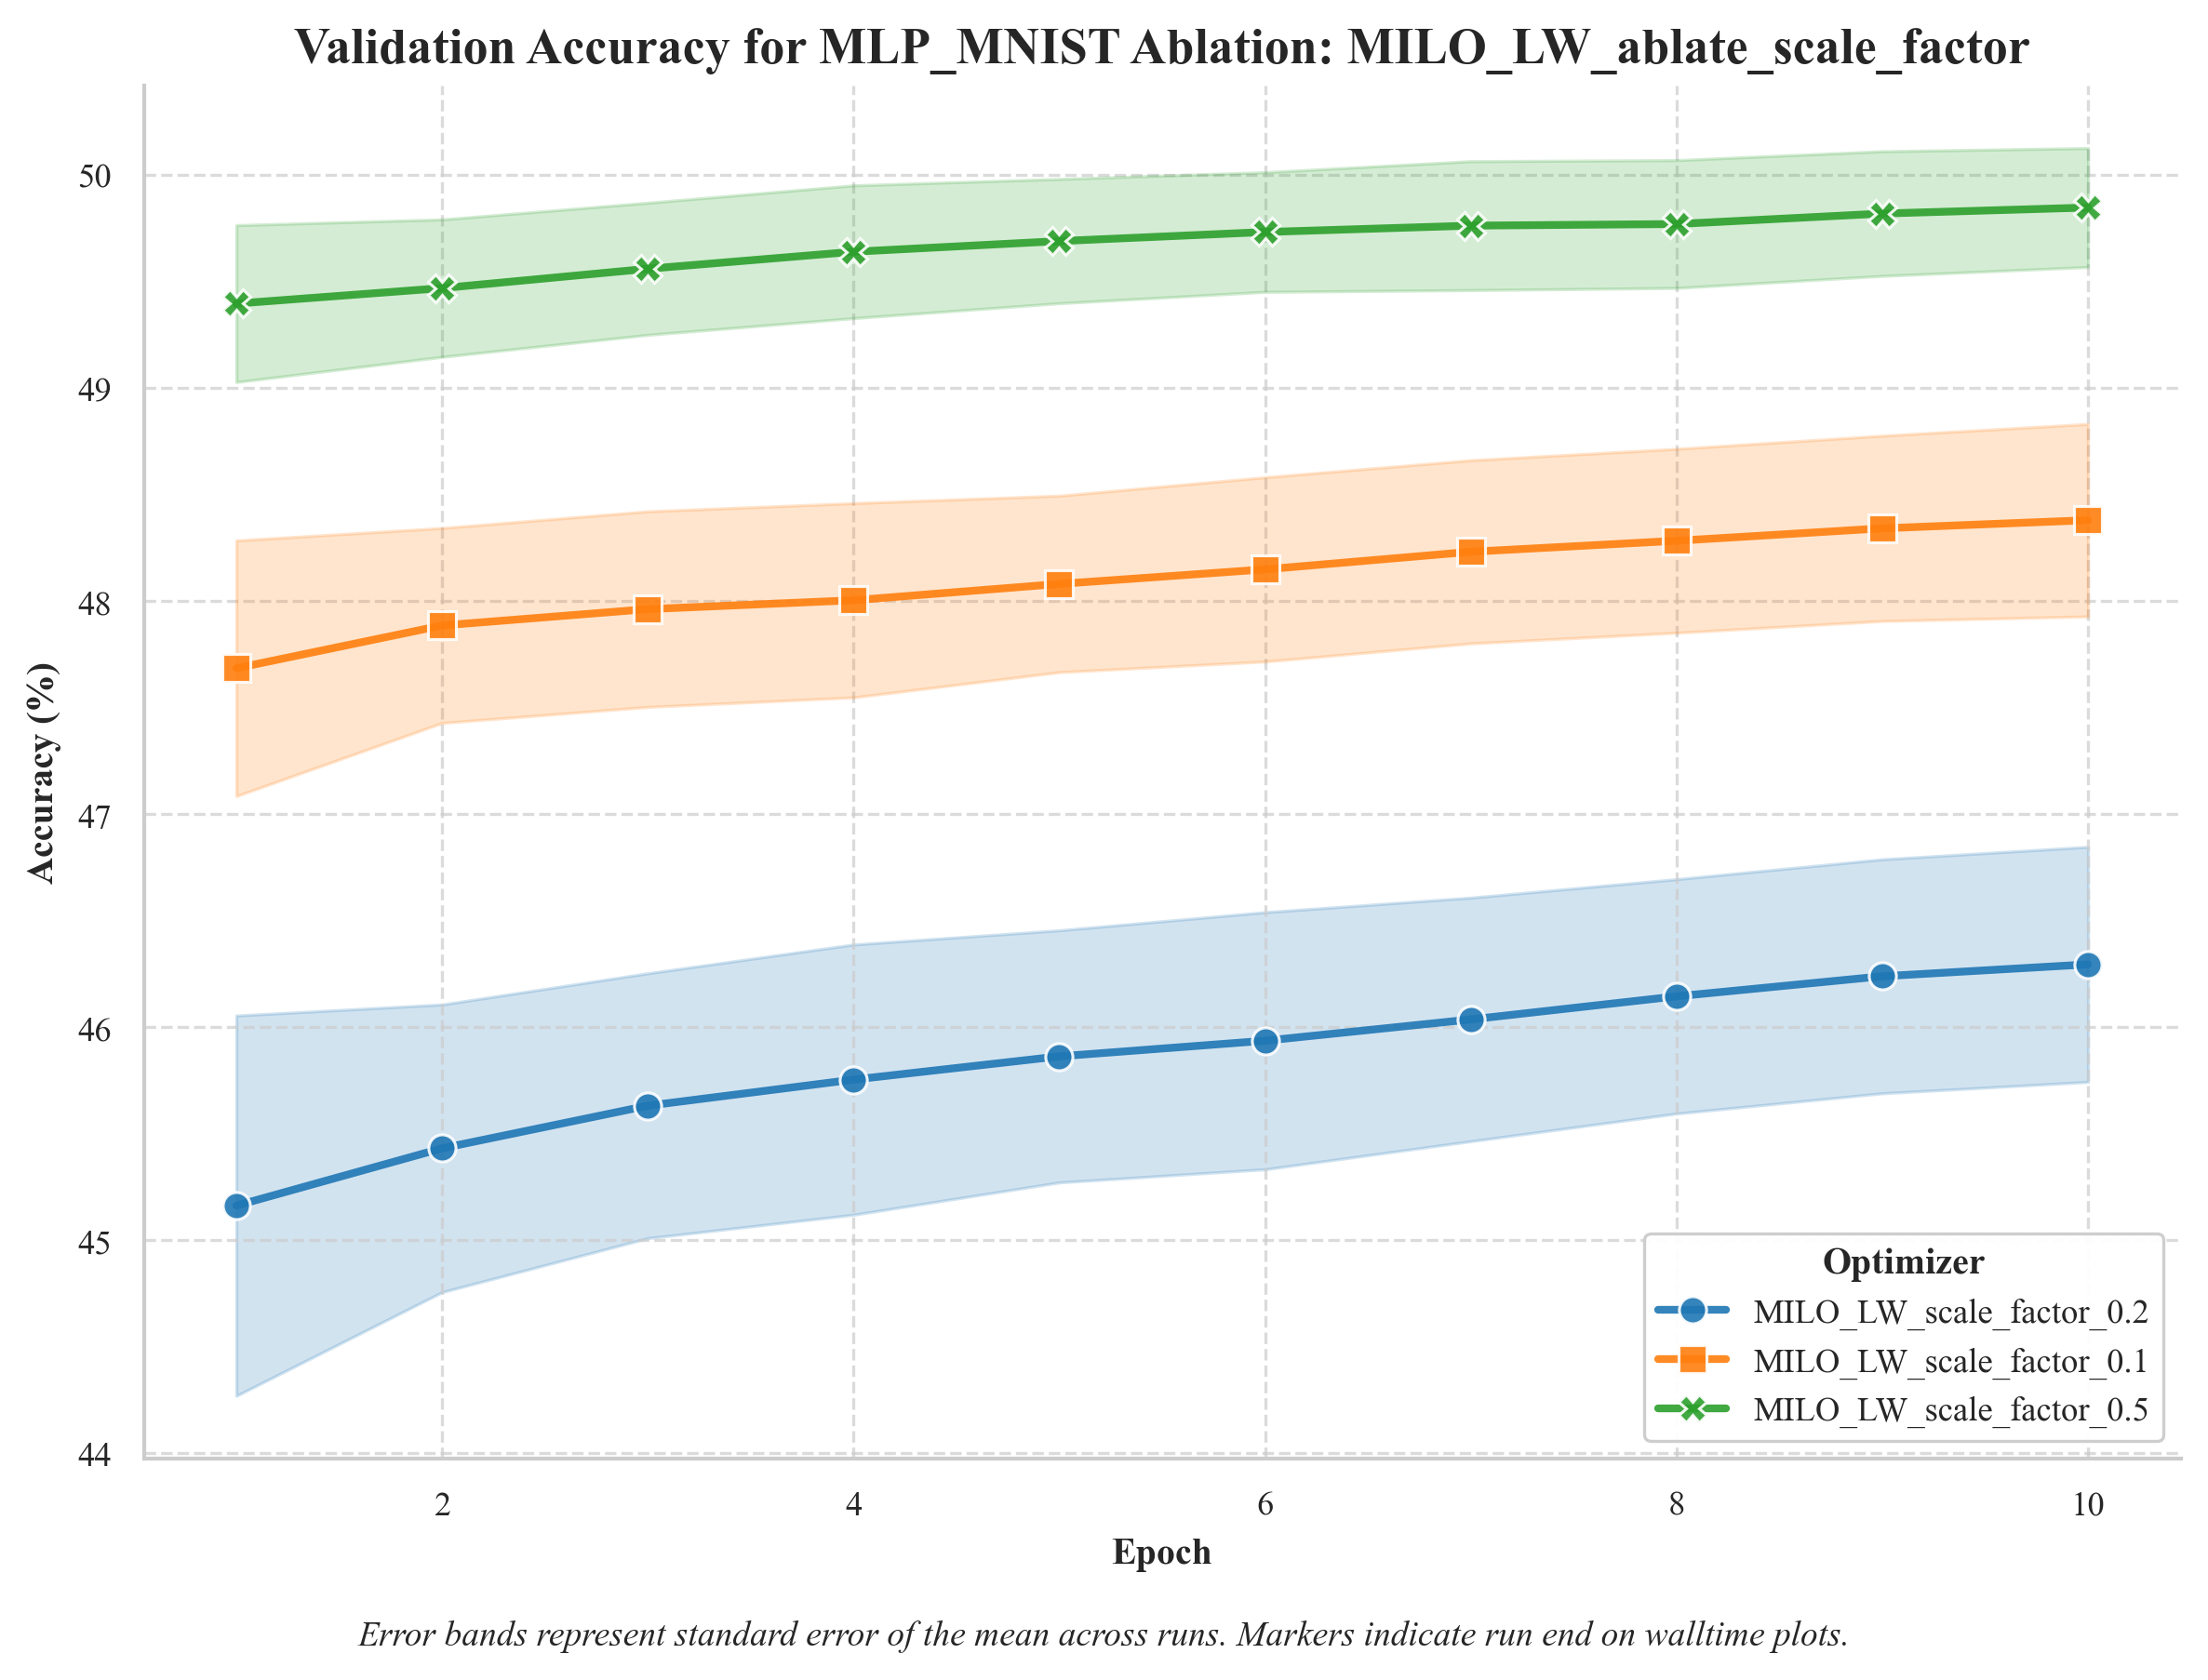 Validation Accuracy for MLP_MNIST Ablation: MILO_LW_ablate_scale_factor
50
49
48
47
46
45
44
Accuracy (%)
2
4
6
8
10
Epoch
Optimizer
MILO_LW_scale_factor_0.2
MILO_LW_scale_factor_0.1
MILO_LW_scale_factor_0.5
Error bands represent standard error of the mean across runs. Markers indicate run end on walltime plots.